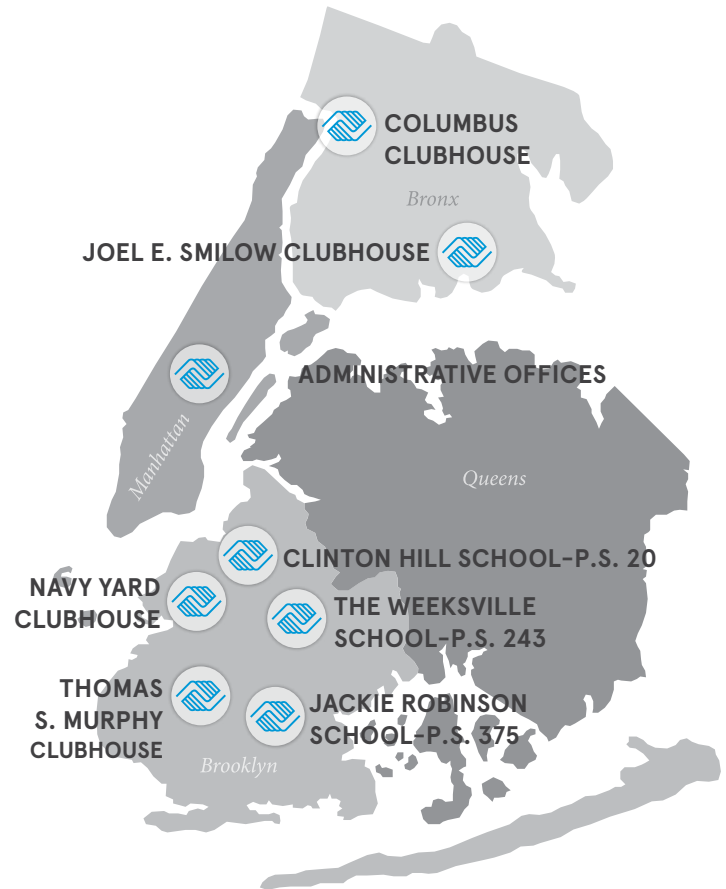 COLUMBUS
CLUBHOUSE
Bronx
JOEL E. SMILOW CLUBHOUSE
ADMINISTRATIVE OFFICES
Manhattan
Queens
CLINTON HILL SCHOOL–P.S. 20
NAVY YARD
CLUBHOUSE
THE WEEKSVILLE
SCHOOL–P.S. 243
THOMAS
S. MURPHY
CLUBHOUSE
JACKIE ROBINSON
SCHOOL–P.S. 375
Brooklyn